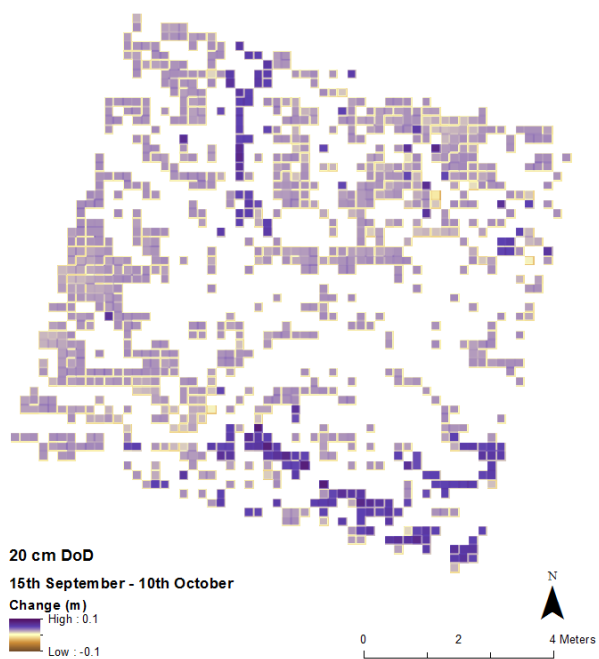 20 cm DoD
15th September - 10th October
Change (m)
High : 0.1
Low : -0.1
N
0 2 4 Meters